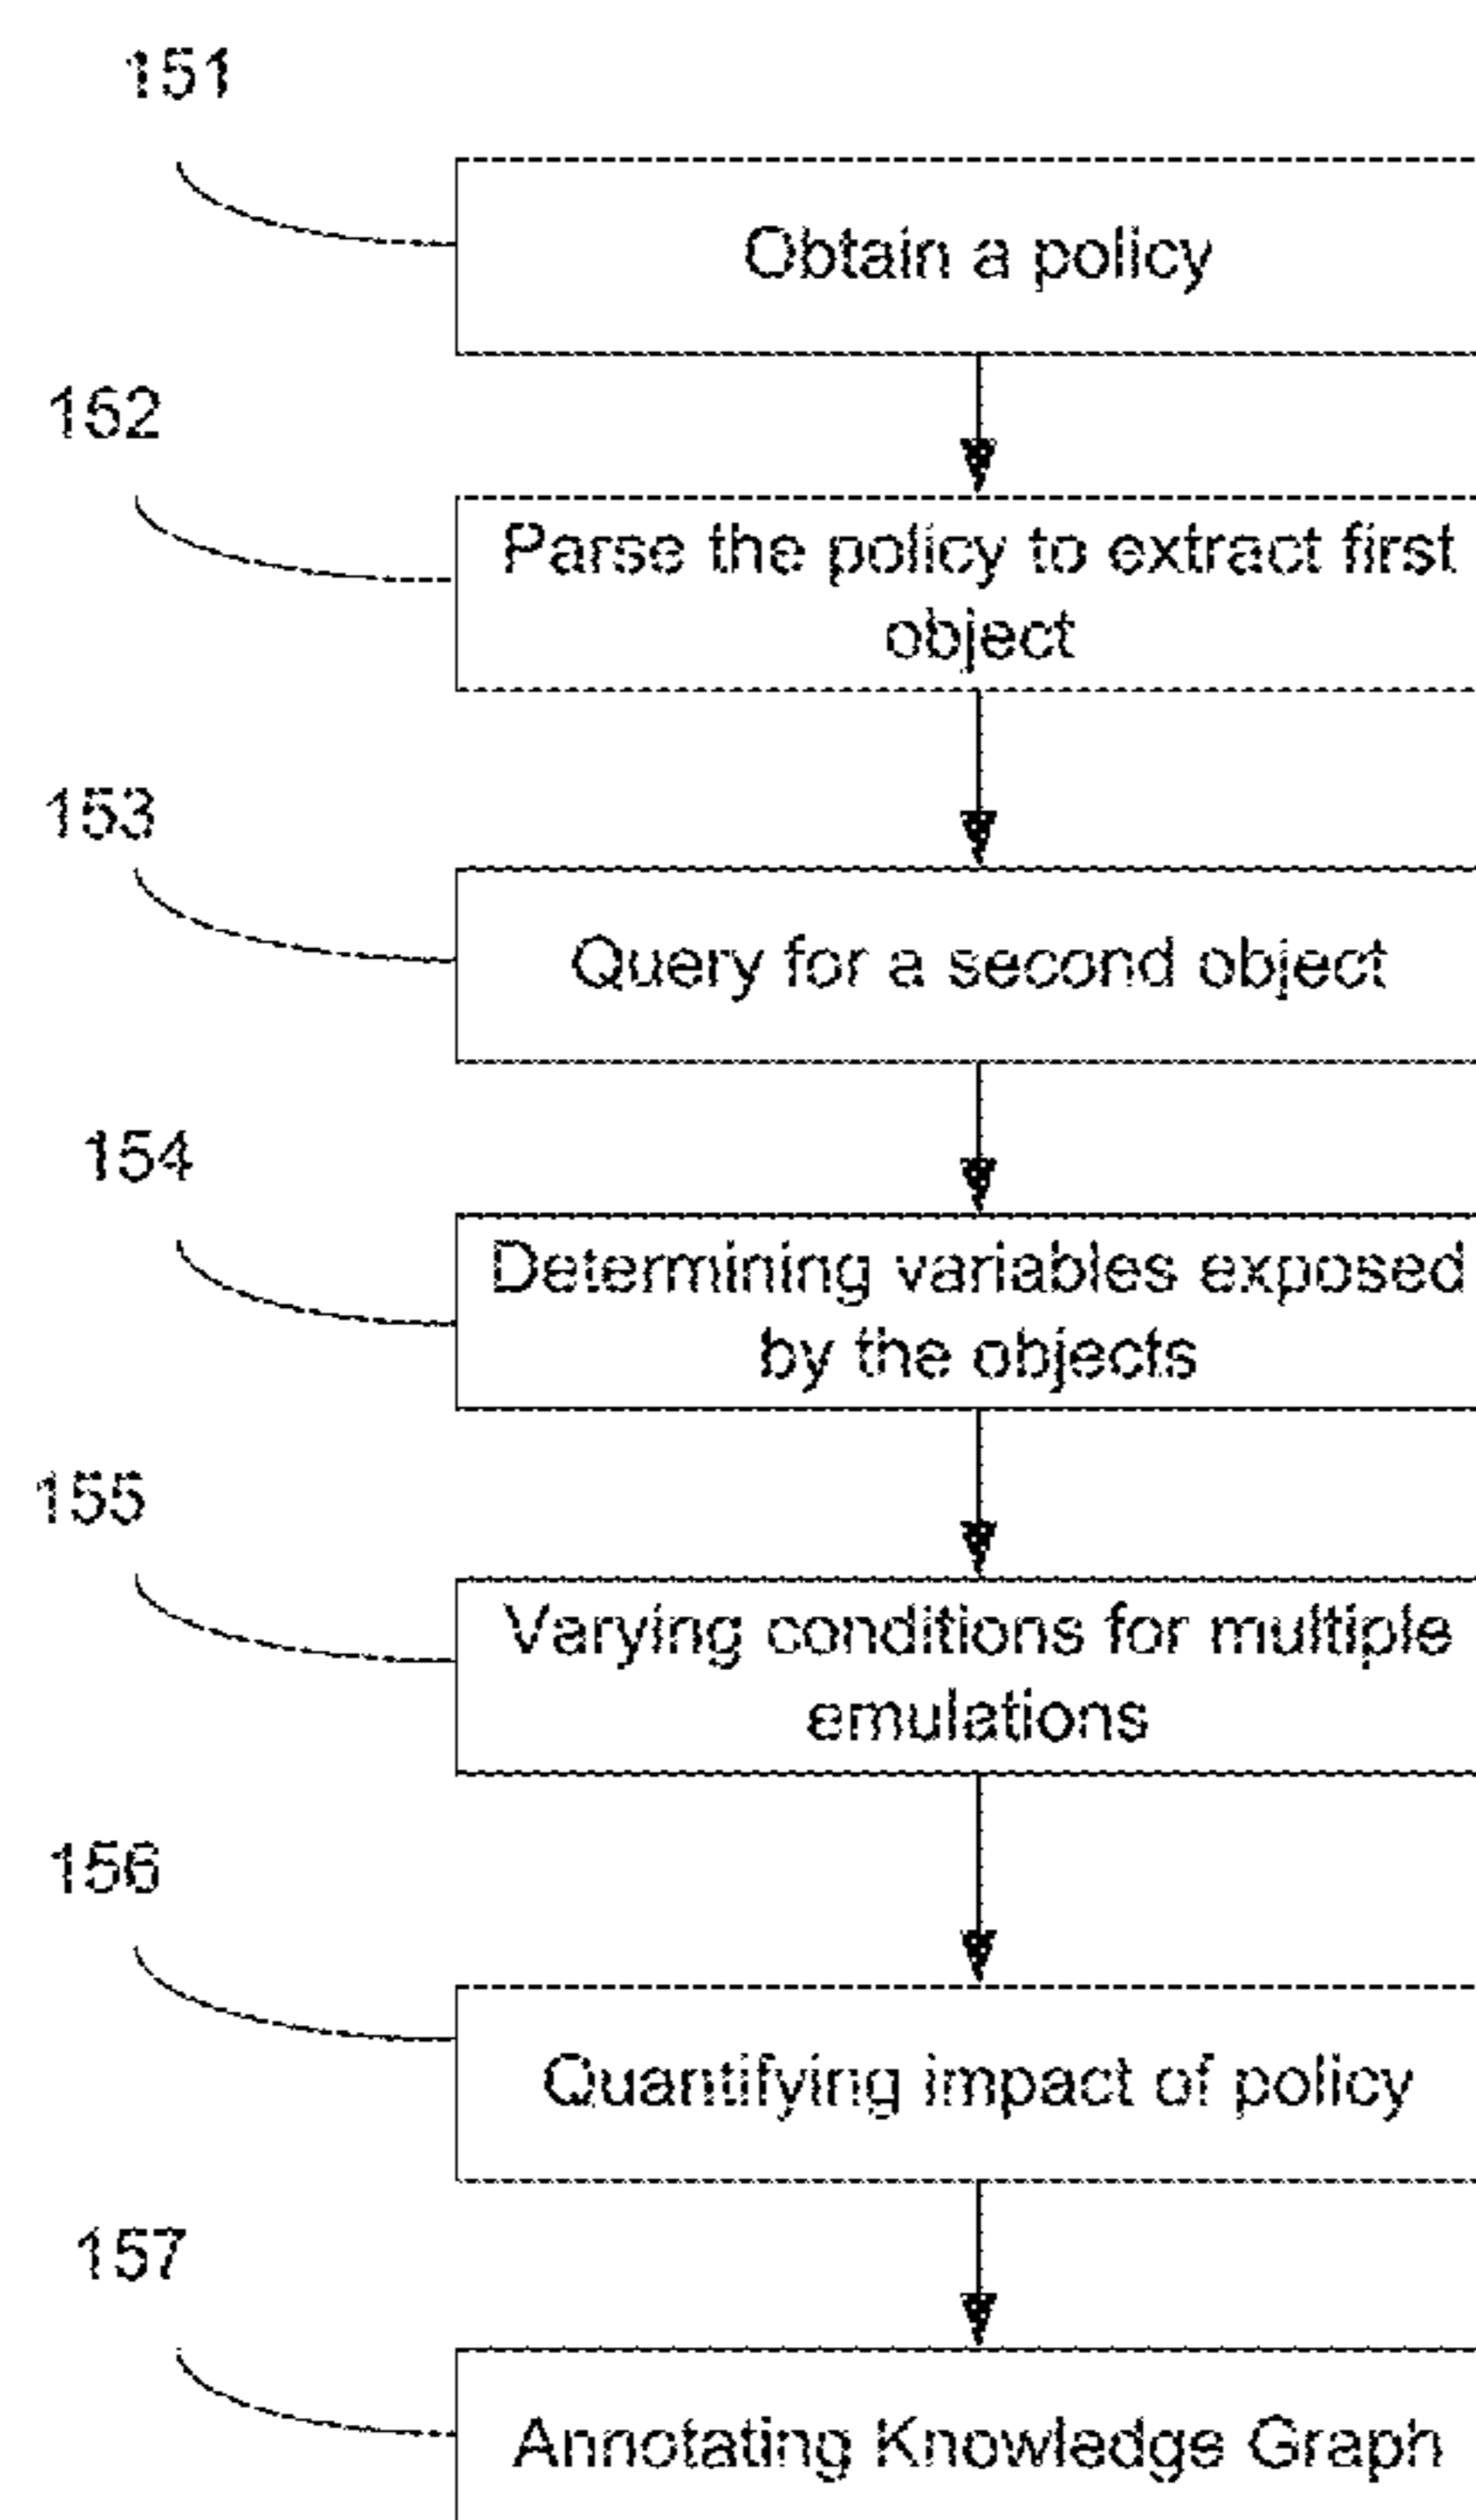 151
Obtain a policy
152
Parse the policy to extract first
object
153
Query for a second object
154
Determining variables exposed
by the objects
155
Varying conditions for multiple
emulations
156
Quantifying impact of policy
157
Annotating Knowledge Graph